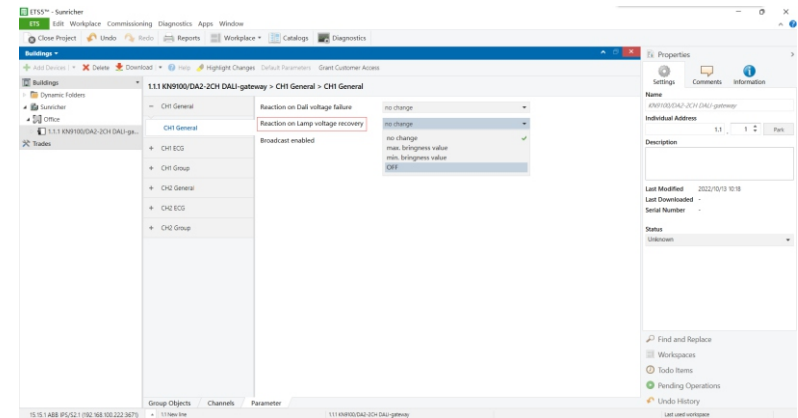 ETS5™ - Sunricher
ETS Edit Workplace Commissioning Diagnostics Apps Window
Close Project Undo Redo Reports Workplace Catalogs Diagnostics
Buildings
Add Devices Delete Download Help Highlight Changes Default Parameters Grant Customer Access
Buildings
Dynamic Folders
Sunricher
Office
1.1.1 KN9100/DA2-2CH DALI-ga...
Trades
1.1.1 KN9100/DA2-2CH DALI-gateway > CH1 General > CH1 General
CH1 General
CH1 General
CH1 ECG
CH1 Group
CH2 General
CH2 ECG
CH2 Group
Reaction on Dali voltage failure no change
Reaction on Lamp voltage recovery no change
Broadcast enabled
no change
max. bringness value
min. bringness value
OFF
Group Objects Channels Parameter
Properties
Settings Comments Information
Name
KN9100/DA2-2CH DALI-gateway
Individual Address
1.1 . 1 Park
Description
Last Modified 2022/10/13 10:18
Last Downloaded -
Serial Number -
Status
Unknown
Find and Replace
Workspaces
Todo Items
Pending Operations
Undo History
15.15.1 ABB IPS/S2.1 (192.168.100.222:3671) 1.1 New line 1.1.1 KN9100/DA2-2CH DALI-gateway Last used workspace